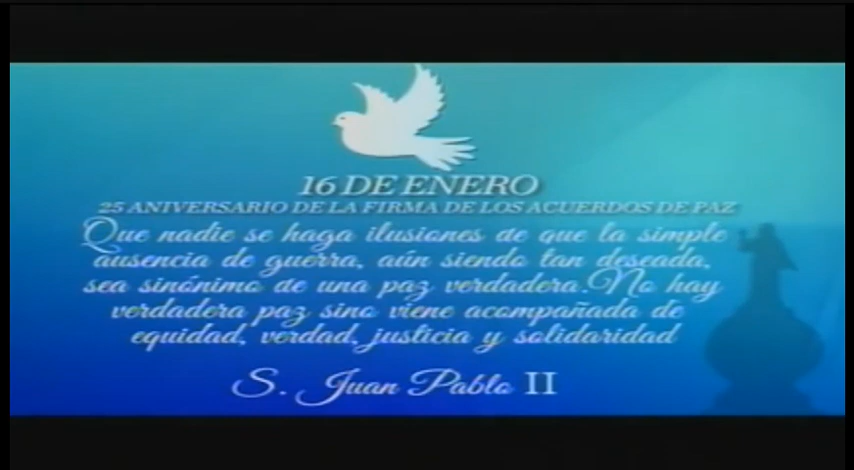 16 DE ENERO
25 ANIVERSARIO DE LA FIRMA DE LOS ACUERDOS DE PAZ
Que nadie se haga ilusiones de que la simple
ausencia de guerra, aún siendo tan deseada,
sea sinónimo de una paz verdadera. No hay
verdadera paz sino viene acompañada de
equidad, verdad, justicia y solidaridad
S. Juan Pablo II